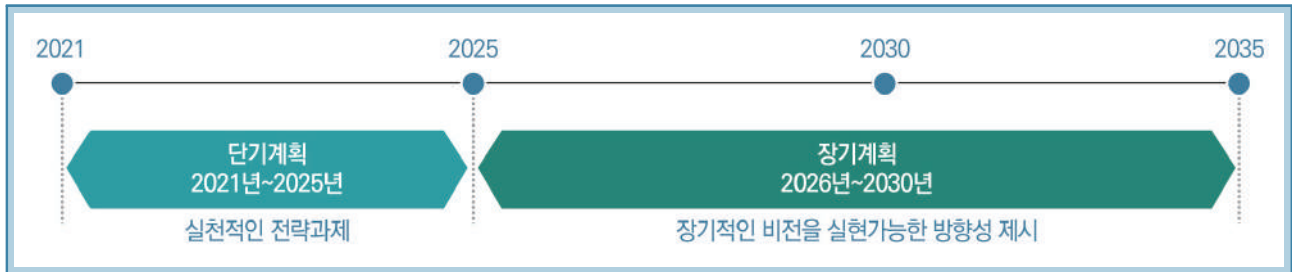 2021 2025 2030 2035
단기계획
2021년~2025년
장기계획
2026년~2030년
실천적인 전략과제
장기적인 비전을 실현가능한 방향성 제시